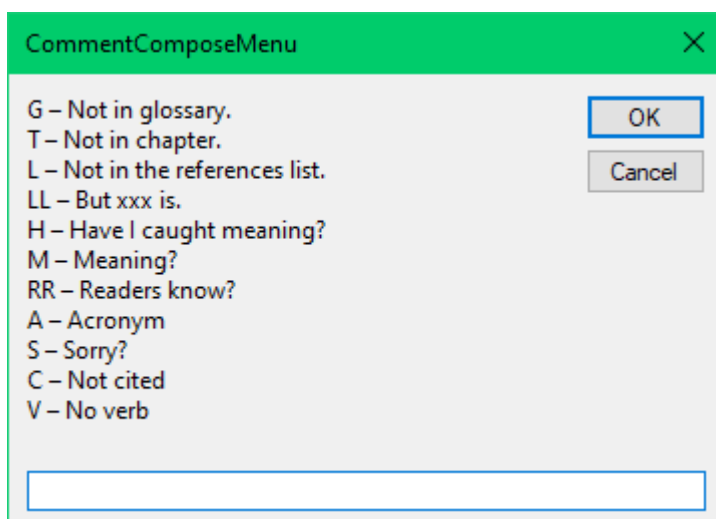 CommentComposeMenu
G – Not in glossary.
T – Not in chapter.
L – Not in the references list.
LL – But xxx is.
H – Have I caught meaning?
M – Meaning?
RR – Readers know?
A – Acronym
S – Sorry?
C – Not cited
V – No verb
OK
Cancel